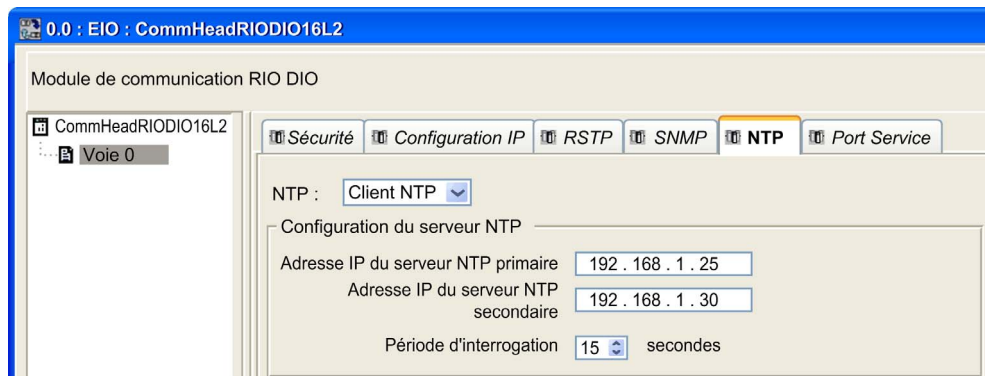 0.0 : EIO : CommHeadRIODIO16L2
Module de communication RIO DIO
CommHeadRIODIO16L2
Voie 0
Sécurité Configuration IP RSTP SNMP NTP Port Service
NTP : Client NTP
Configuration du serveur NTP
Adresse IP du serveur NTP primaire 192 . 168 . 1 . 25
Adresse IP du serveur NTP
secondaire 192 . 168 . 1 . 30
Période d'interrogation 15 secondes